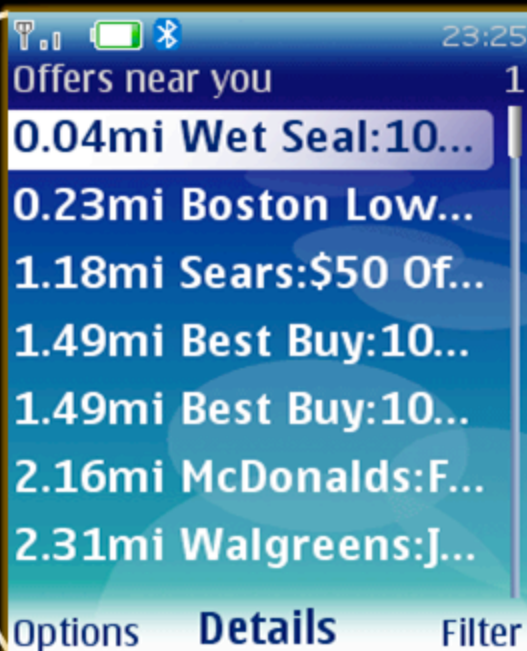 23:25
Offers near you 1
0.04mi Wet Seal:10...
0.23mi Boston Low...
1.18mi Sears:$50 Of...
1.49mi Best Buy:10...
1.49mi Best Buy:10...
2.16mi McDonalds:F...
2.31mi Walgreens:J...
Options Details Filter